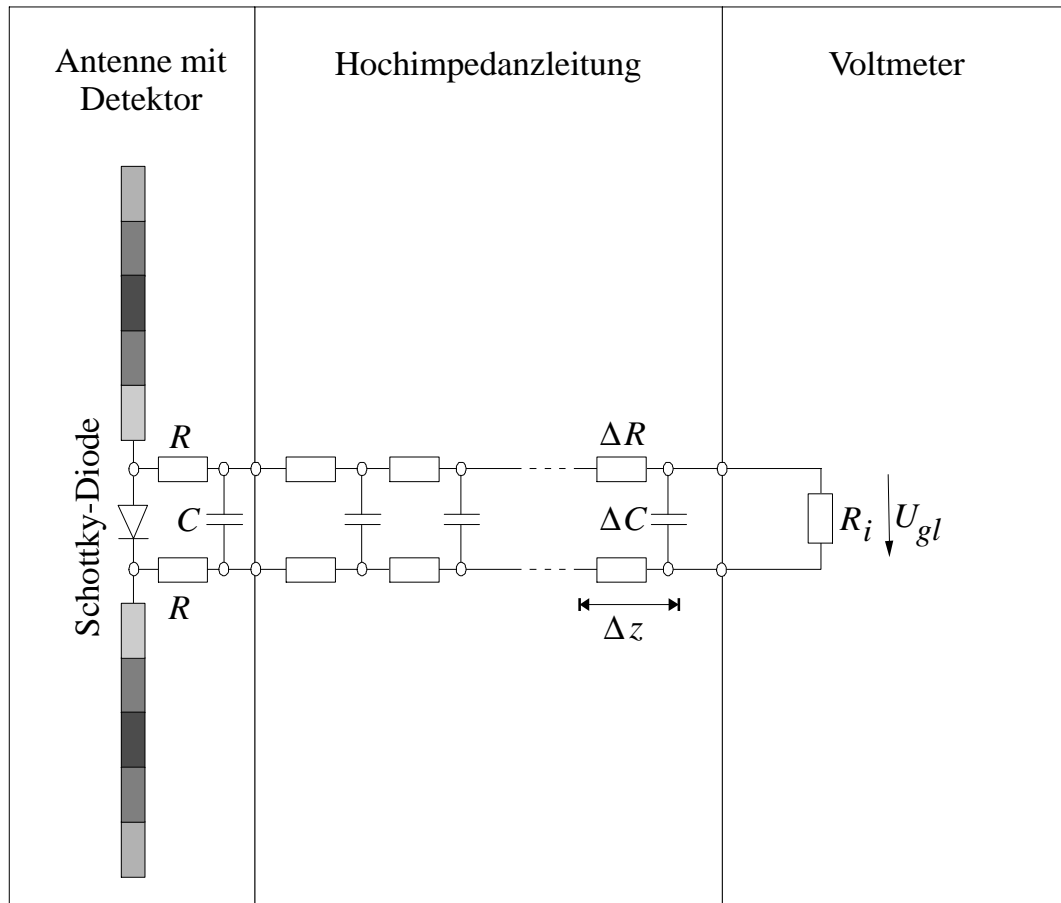 Antenne mit
Detektor
Hochimpedanzleitung
Voltmeter
Schottky-Diode
R
C
R
ΔR
ΔC
Δz
R_i
U_gl